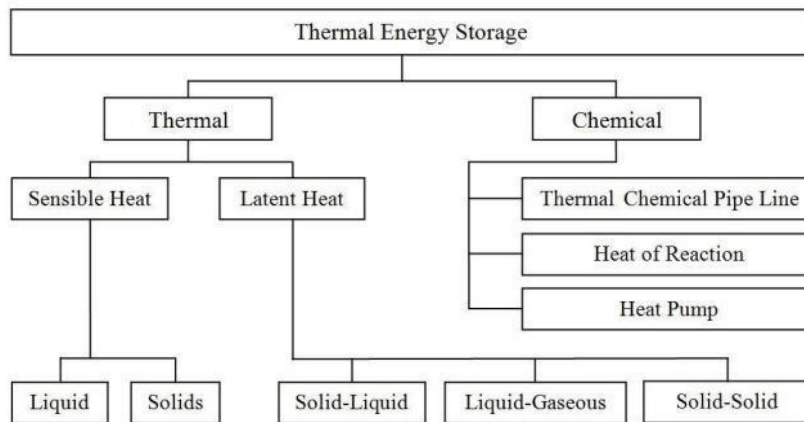 Thermal Energy Storage
Thermal
Chemical
Sensible Heat
Latent Heat
Thermal Chemical Pipe Line
Heat of Reaction
Heat Pump
Liquid
Solids
Solid-Liquid
Liquid-Gaseous
Solid-Solid